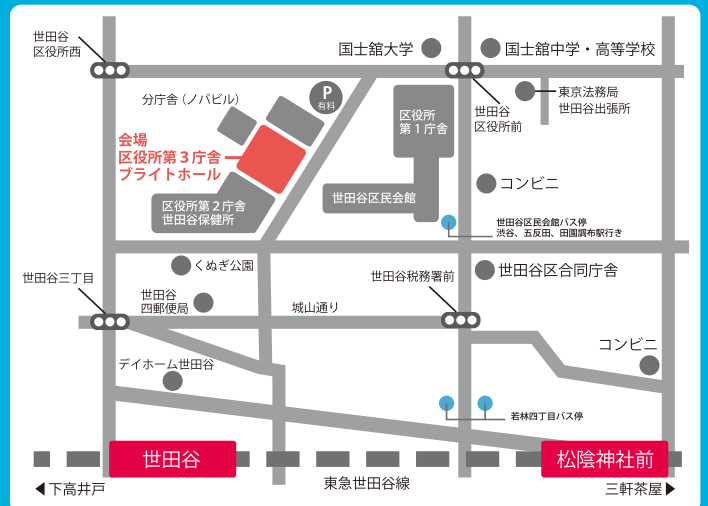 世田谷
区役所西
国士舘大学
国士舘中学・高等学校
分庁舎（ノバビル）
P
有料
区役所
第１庁舎
世田谷
区役所前
東京法務局
世田谷出張所
会場
区役所第３庁舎
ブライトホール
世田谷区民会館
コンビニ
区役所第２庁舎
世田谷保健所
世田谷区民会館バス停
渋谷、五反田、田園調布駅行き
くぬぎ公園
世田谷三丁目
世田谷税務署前
世田谷区合同庁舎
世田谷
四郵便局
城山通り
コンビニ
デイホーム世田谷
若林四丁目バス停
世田谷
松陰神社前
下高井戸
東急世田谷線
三軒茶屋